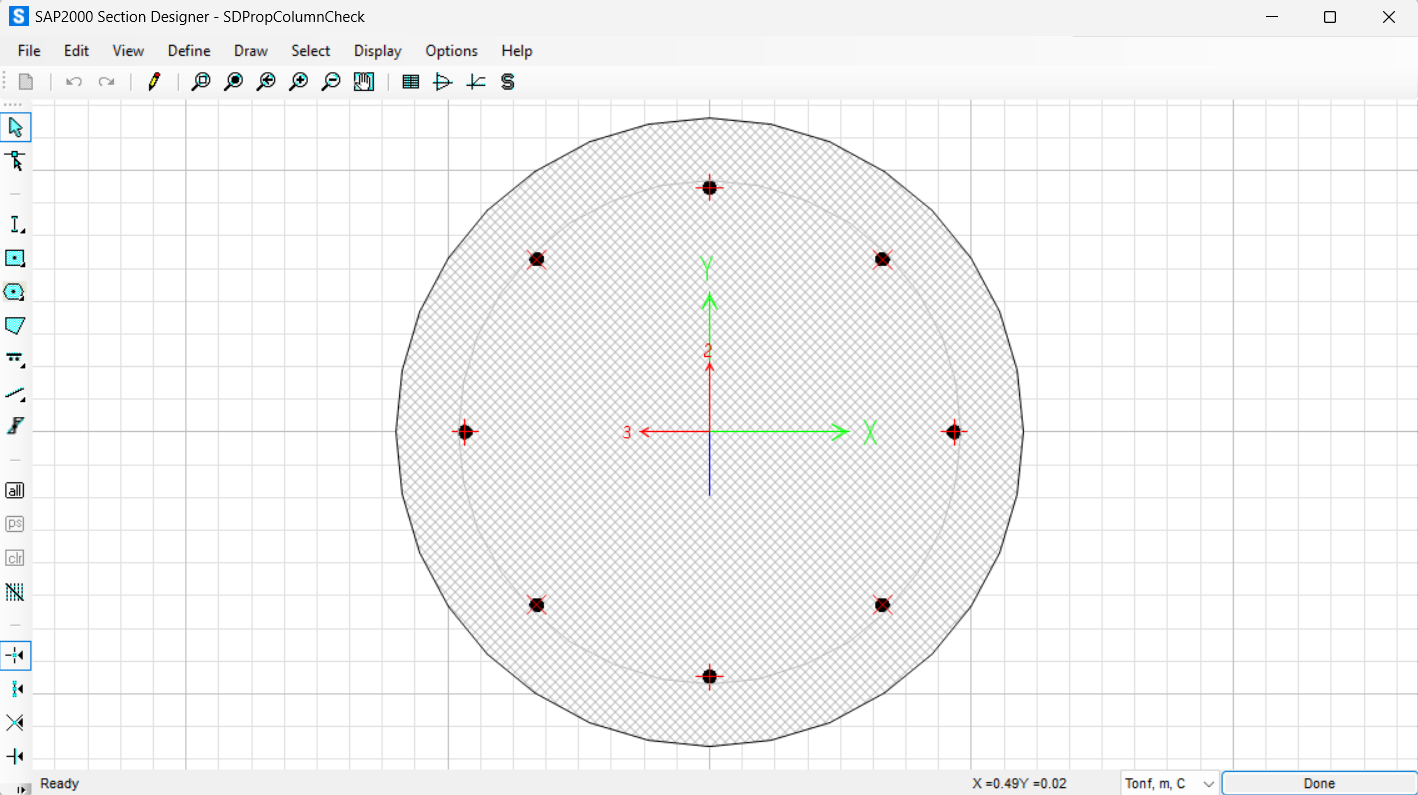 S SAP2000 Section Designer - SDPropColumnCheck
File Edit View Define Draw Select Display Options Help
S
Y
2
3 X
all
ps
clr
Ready X =0.49Y =0.02 Tonf, m, C Done